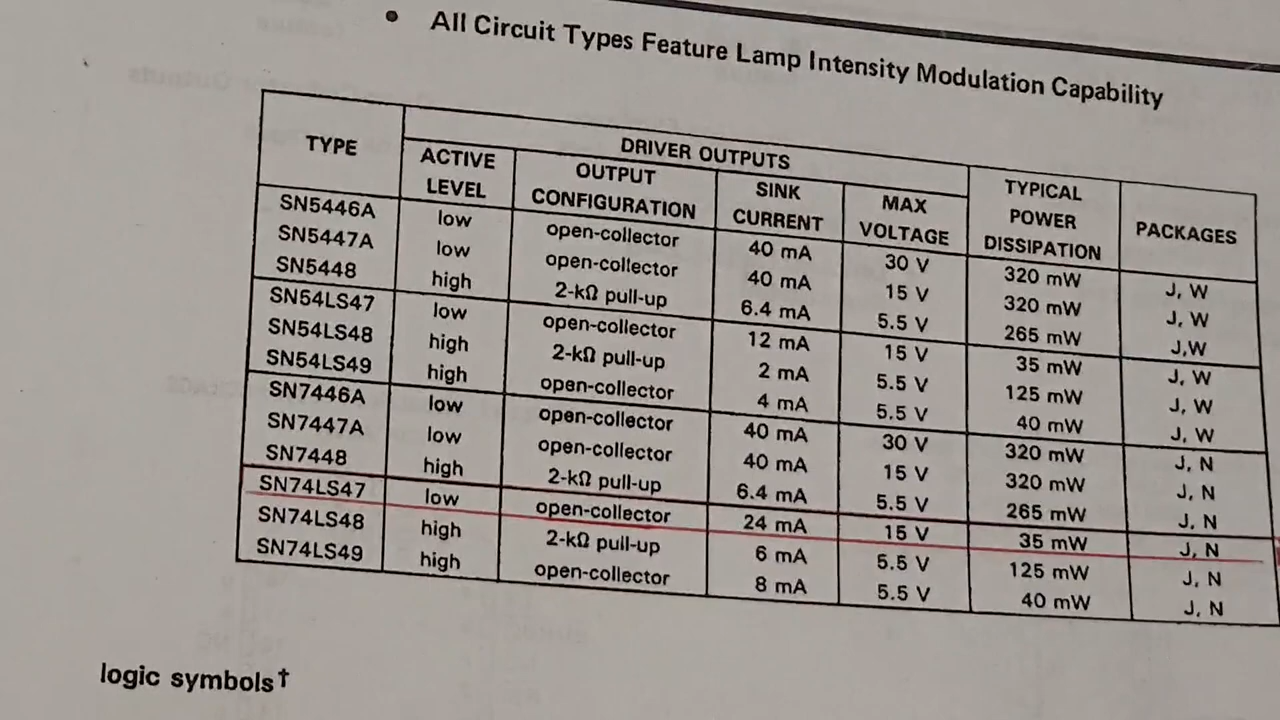 • All Circuit Types Feature Lamp Intensity Modulation Capability
TYPE
DRIVER OUTPUTS
ACTIVE LEVEL
OUTPUT CONFIGURATION
SINK CURRENT
MAX VOLTAGE
TYPICAL POWER DISSIPATION
PACKAGES
SN5446A low open-collector 40 mA 30 V 320 mW J, W
SN5447A low open-collector 40 mA 15 V 320 mW J, W
SN5448 high 2-kΩ pull-up 6.4 mA 5.5 V 265 mW J,W
SN54LS47 low open-collector 12 mA 15 V 35 mW J, W
SN54LS48 high 2-kΩ pull-up 2 mA 5.5 V 125 mW J, W
SN54LS49 high open-collector 4 mA 5.5 V 40 mW J, W
SN7446A low open-collector 40 mA 30 V 320 mW J, N
SN7447A low open-collector 40 mA 15 V 320 mW J, N
SN7448 high 2-kΩ pull-up 6.4 mA 5.5 V 265 mW J, N
SN74LS47 low open-collector 24 mA 15 V 35 mW J, N
SN74LS48 high 2-kΩ pull-up 6 mA 5.5 V 125 mW J, N
SN74LS49 high open-collector 8 mA 5.5 V 40 mW J, N
logic symbols†